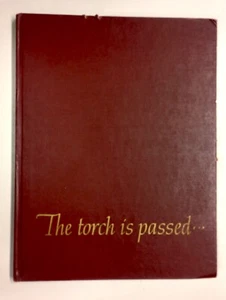 The torch is passed...